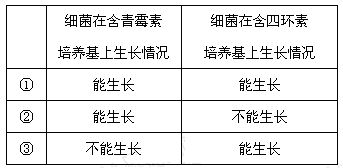 细菌在含青霉素 细菌在含四环素
培养基上生长情况 培养基上生长情况
① 能生长 能生长
② 能生长 不能生长
③ 不能生长 能生长